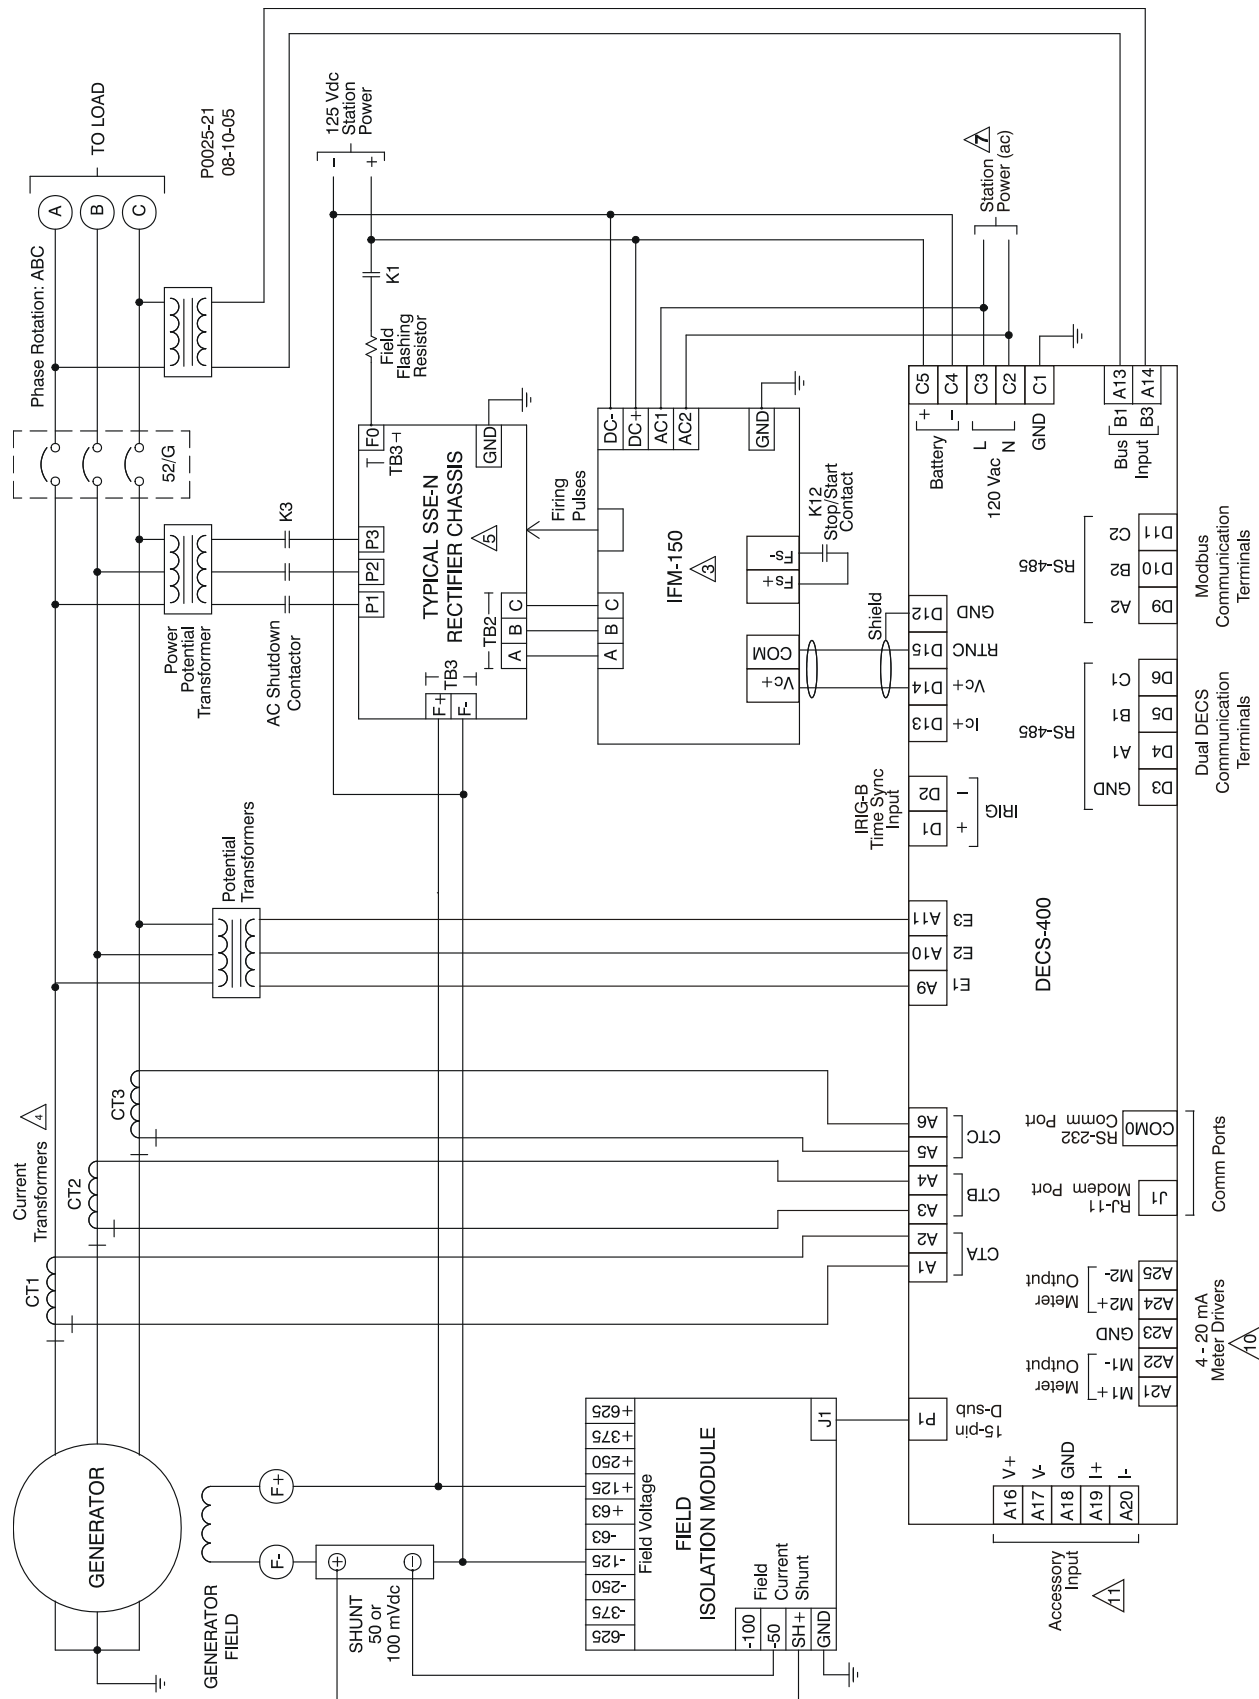 P0025-21
08-10-05
TO LOAD
A
B
C
Phase Rotation: ABC
52/G
125 Vdc
Station
Power
-
+
K1
Field
Flashing
Resistor
Station
Power (ac)
7
K3
Power
Potential
Transformer
AC Shutdown
Contactor
P1
P2
P3
F0
TB3
GND
TYPICAL SSE-N
RECTIFIER CHASSIS
5
TB3
F+
F-
TB2
A
B
C
Firing
Pulses
DC-
DC+
AC1
AC2
GND
A
B
C
IFM-150
3
Fs-
Fs+
K12
Stop/Start
Contact
COM
Vc+
Shield
Potential
Transformers
Current
Transformers
4
CT1
CT2
CT3
GENERATOR
GENERATOR
FIELD
F+
F-
SHUNT
50 or
100 mVdc
+
-
+625
+375
+250
+125
+63
-63
-125
-250
-375
-625
Field Voltage
FIELD
ISOLATION MODULE
J1
-100
-50
SH+
GND
Field
Current
Shunt
DECS-400
C5
C4
C3
C2
C1
+
-
Battery
L
N
120 Vac
GND
A13
A14
B1
B3
Bus
Input
D12
D15
D14
D13
GND
RTNC
Vc+
Ic+
IRIG-B
Time Sync
Input
D2
D1
-
+
IRIG
A11
A10
A9
E3
E2
E1
A6
A5
A4
A3
A2
A1
CTC
CTB
CTA
P1
15-pin
D-sub
D11
D10
D9
C2
B2
A2
RS-485
Modbus
Communication
Terminals
D6
D5
D4
D3
C1
B1
A1
GND
RS-485
Dual DECS
Communication
Terminals
COM0
RS-232
Comm Port
J1
RJ-11
Modem Port
Comm Ports
A25
A24
A23
A22
A21
M2-
M2+
GND
M1-
M1+
Meter
Output
Meter
Output
4 - 20 mA
Meter Drivers
10
A16
A17
A18
A19
A20
V+
V-
GND
I+
I-
Accessory
Input
11